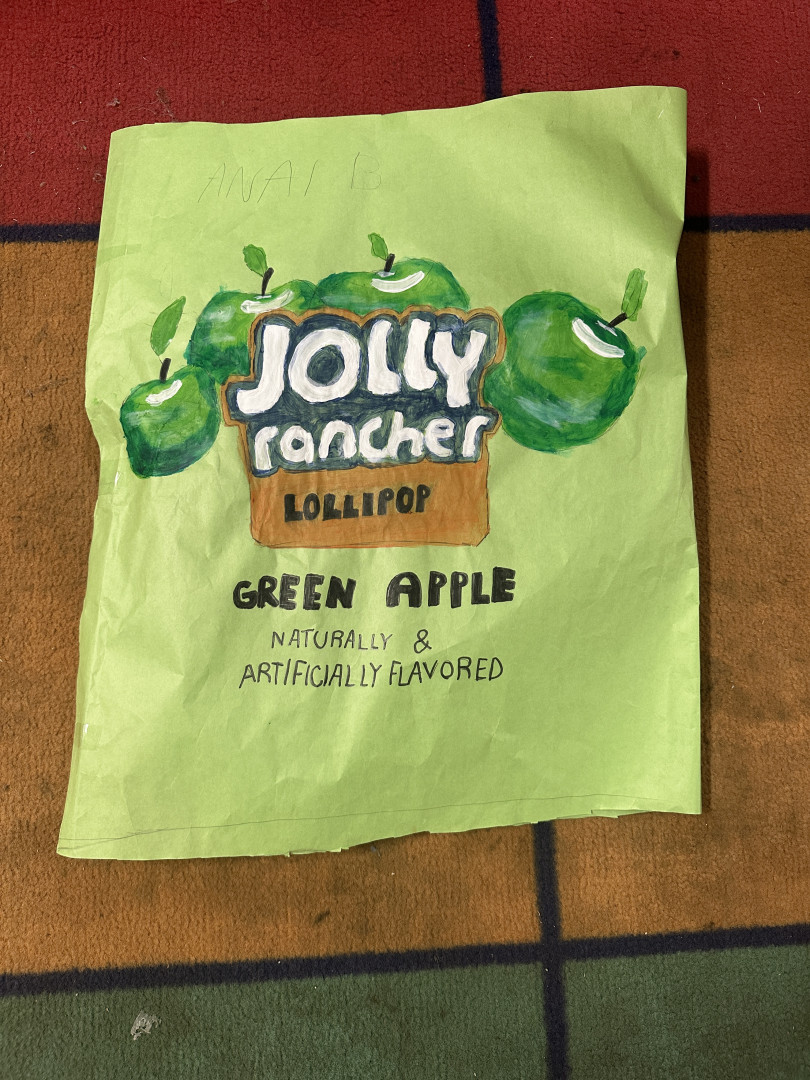 ANAI B
JOLLY
rancher
LOLLIPOP
GREEN APPLE
NATURALLY &
ARTIFICIALLY FLAVORED